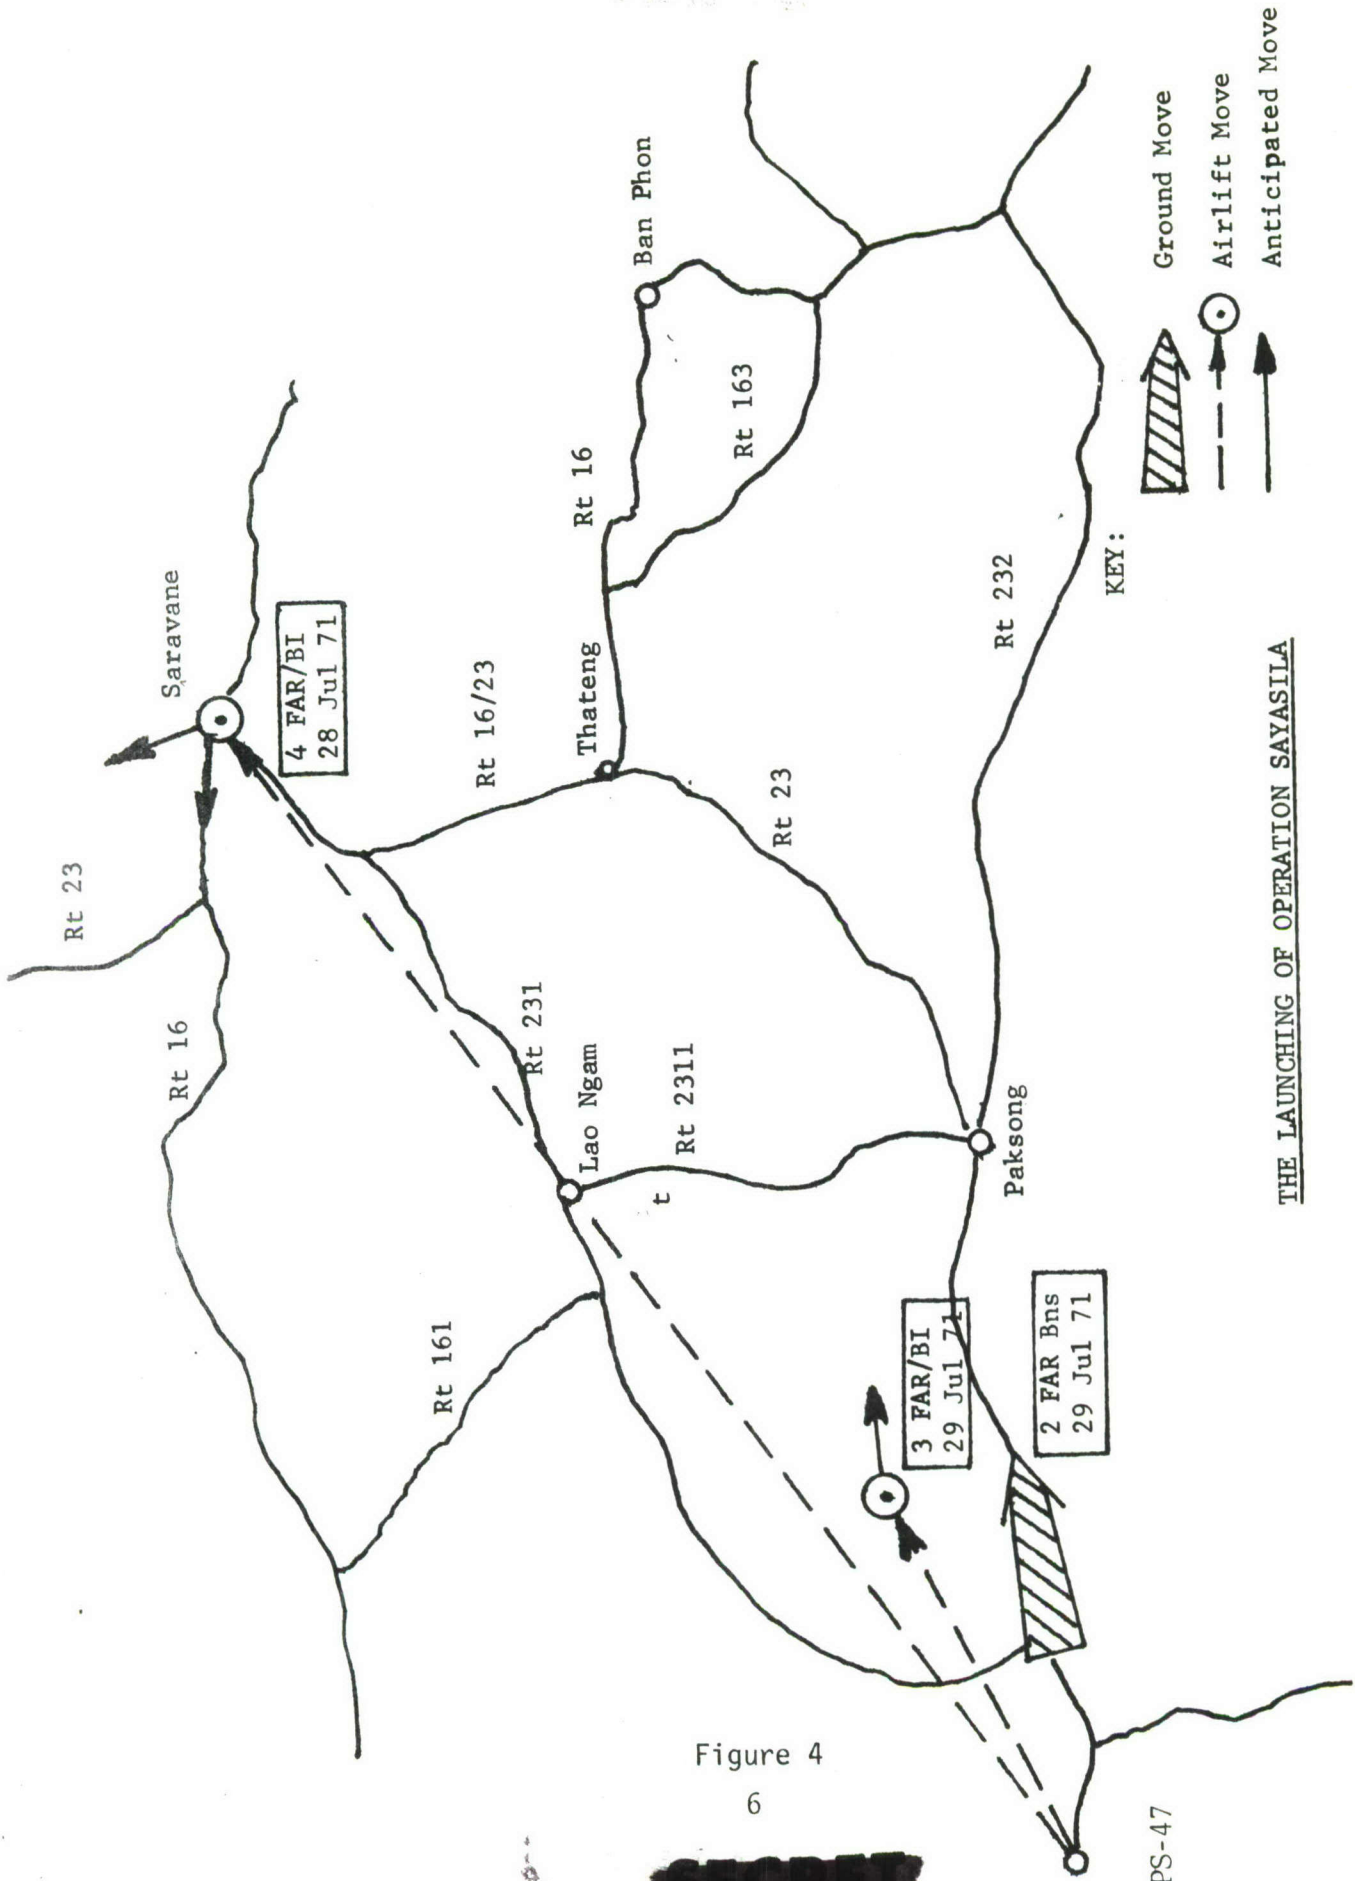 Rt 23
Saravane
4 FAR/BI
28 Jul 71
Rt 16
Rt 16/23
Rt 231
Lao Ngam
Thateng
Rt 16
Ban Phon
Rt 161
t
Rt 2311
Rt 23
Rt 163
3 FAR/BI
29 Jul 71
Paksong
Rt 232
2 FAR Bns
29 Jul 71
PS-47
KEY:
Ground Move
Airlift Move
Anticipated Move
THE LAUNCHING OF OPERATION SAYASILA
Figure 4
6